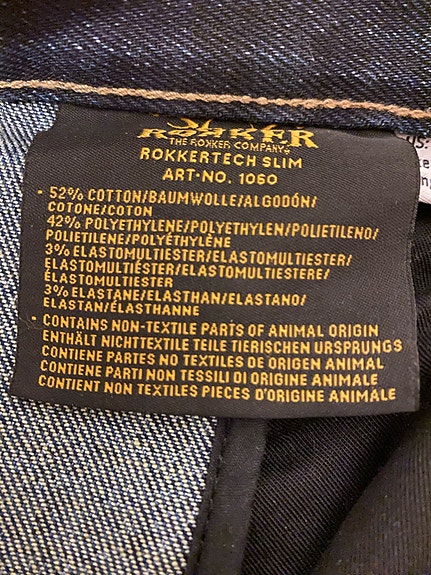 ROKKER
THE ROKKER COMPANY
ROKKERTECH SLIM
ART-NO. 1060
• 52% COTTON/BAUMWOLLE/ALGODÓN/
COTONE/COTON
42% POLYETHYLENE/POLYETHYLEN/POLIETILENO/
POLIETILENE/POLYÉTHYLÈNE
3% ELASTOMULTIESTER/ELASTOMULTIESTER/
ELASTOMULTIÉSTER/ELASTOMULTIESTERE/
ÉLASTOMULTIESTER
3% ELASTANE/ELASTHAN/ELASTANO/
ELASTAN/ÉLASTHANNE
• CONTAINS NON-TEXTILE PARTS OF ANIMAL ORIGIN
ENTHÄLT NICHTTEXTILE TEILE TIERISCHEN URSPRUNGS
CONTIENE PARTES NO TEXTILES DE ORIGEN ANIMAL
CONTIENE PARTI NON TESSILI DI ORIGINE ANIMALE
CONTIENT NON TEXTILES PIECES D'ORIGINE ANIMALE